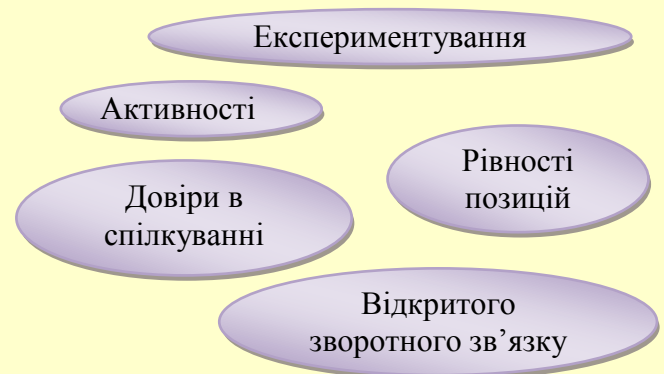 Експериментування
Активності
Рівності
позицій
Довіри в
спілкуванні
Відкритого
зворотного зв’язку